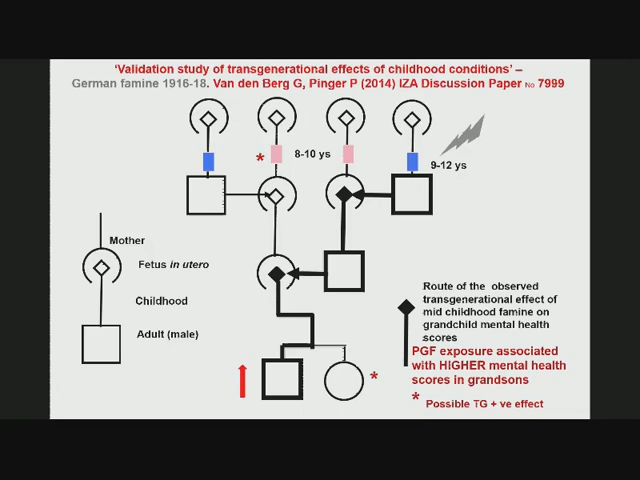 ‘Validation study of transgenerational effects of childhood conditions’ –
German famine 1916-18. Van den Berg G, Pinger P (2014) IZA Discussion Paper No 7999
* 8-10 ys
9-12 ys
Mother
Fetus in utero
Childhood
Adult (male)
Route of the observed
transgenerational effect of
mid childhood famine on
grandchild mental health
scores
PGF exposure associated
with HIGHER mental health
scores in grandsons
*
* Possible TG + ve effect